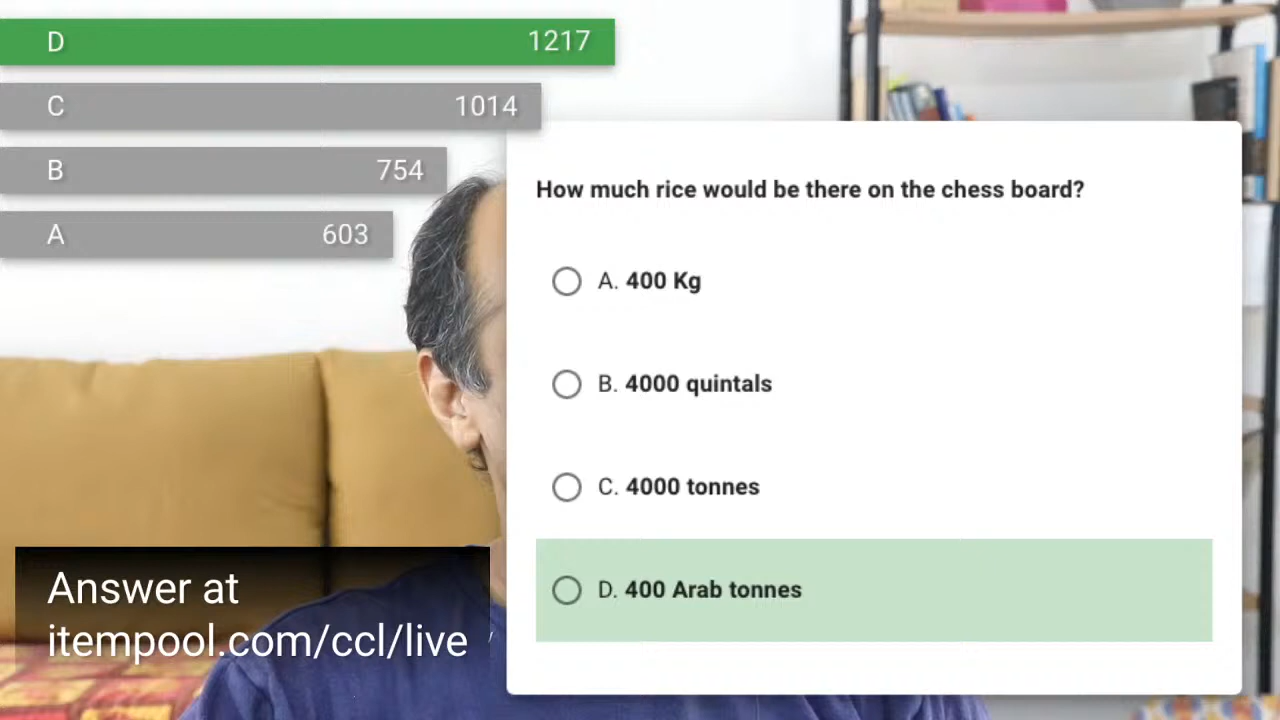 D 1217
C 1014
B 754
A 603
How much rice would be there on the chess board?
A. 400 Kg
B. 4000 quintals
C. 4000 tonnes
D. 400 Arab tonnes
Answer at
itempool.com/ccl/live